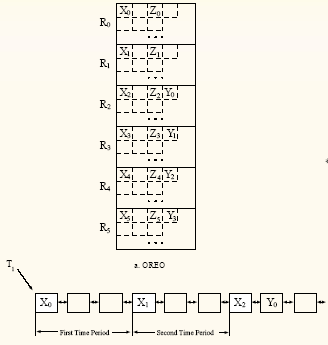 R0 X0 Z0
R1 X1 Z1
R2 X2 Z2 Y0
R3 X3 Z3 Y1
R4 X4 Z4 Y2
R5 X5 Z5 Y3
a. OREO
T1
X0 X1 X2 Y0
First Time Period Second Time Period